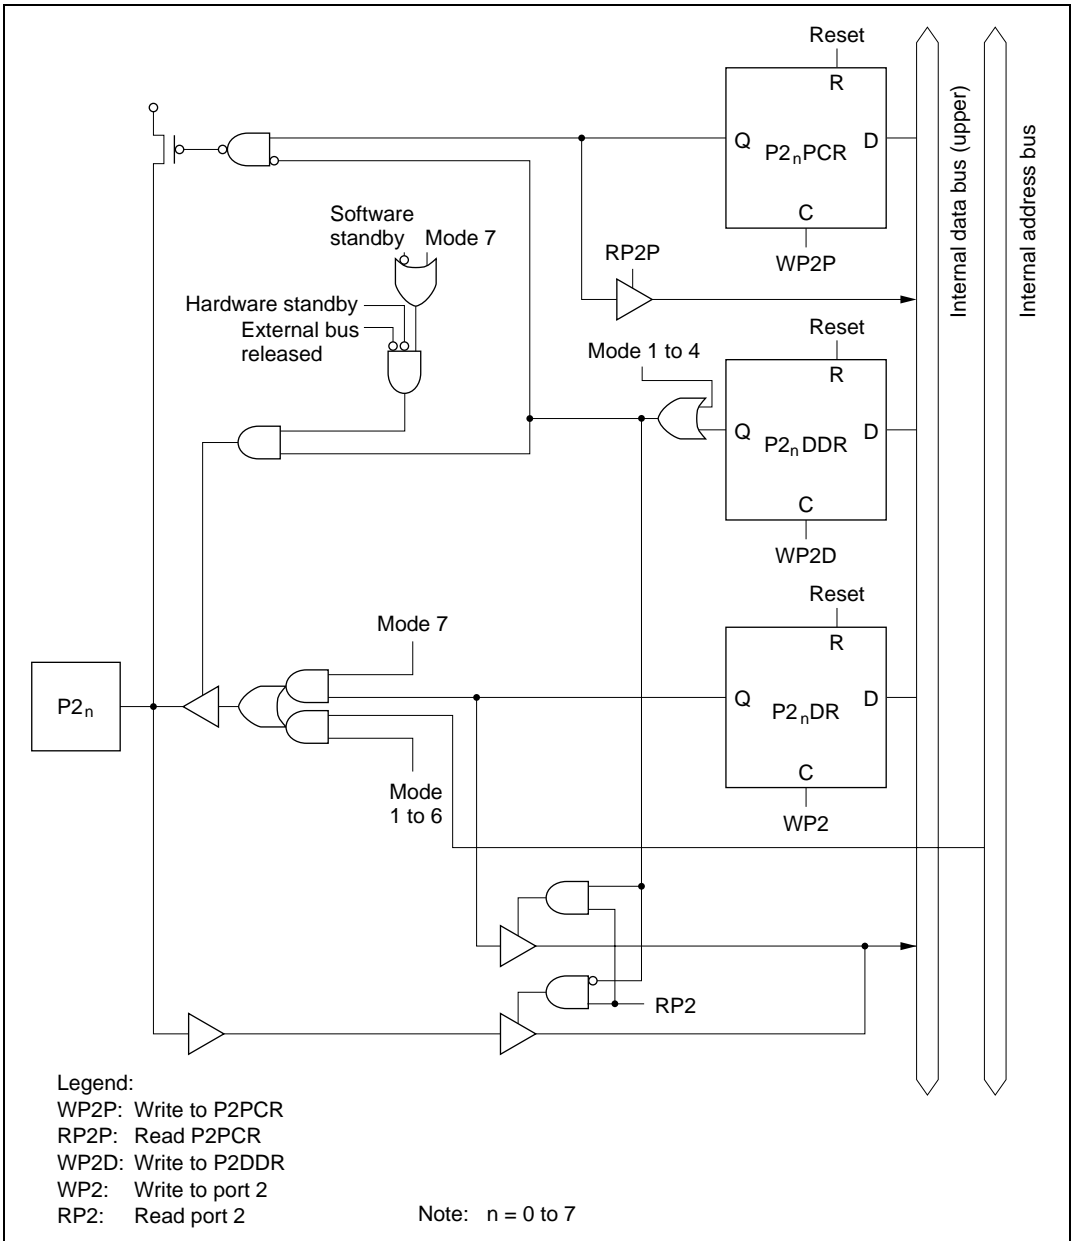 Reset
R
Q P2nPCR D
C
WP2P
Internal data bus (upper)
Internal address bus
Software
standby Mode 7
RP2P
Hardware standby
External bus
released
Mode 1 to 4
Reset
R
Q P2nDDR D
C
WP2D
Reset
R
Q P2nDR D
C
WP2
Mode 7
P2n
Mode
1 to 6
RP2
Legend:
WP2P: Write to P2PCR
RP2P: Read P2PCR
WP2D: Write to P2DDR
WP2: Write to port 2
RP2: Read port 2
Note: n = 0 to 7